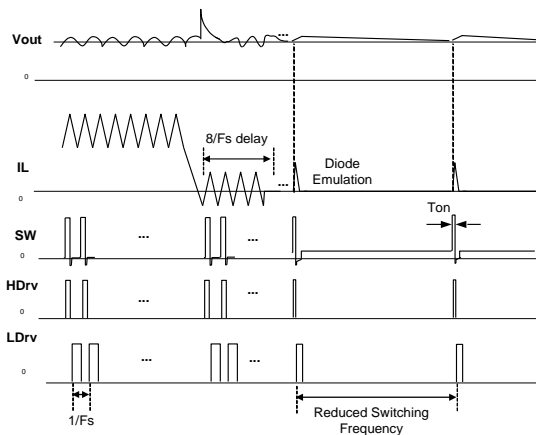 Vout
...
0
8/Fs delay
IL
...
Diode
Emulation
0
Ton
SW
...
...
0
HDrv
...
...
0
LDrv
...
...
0
1/Fs
Reduced Switching
Frequency